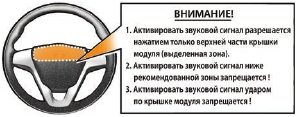 ВНИМАНИЕ!
1. Активировать звуковой сигнал разрешается
нажатием только верхней части крышки
модуля (выделенная зона).
2. Активировать звуковой сигнал ниже
рекомендованной зоны запрещается !
3. Активировать звуковой сигнал ударом
по крышке модуля запрещается !